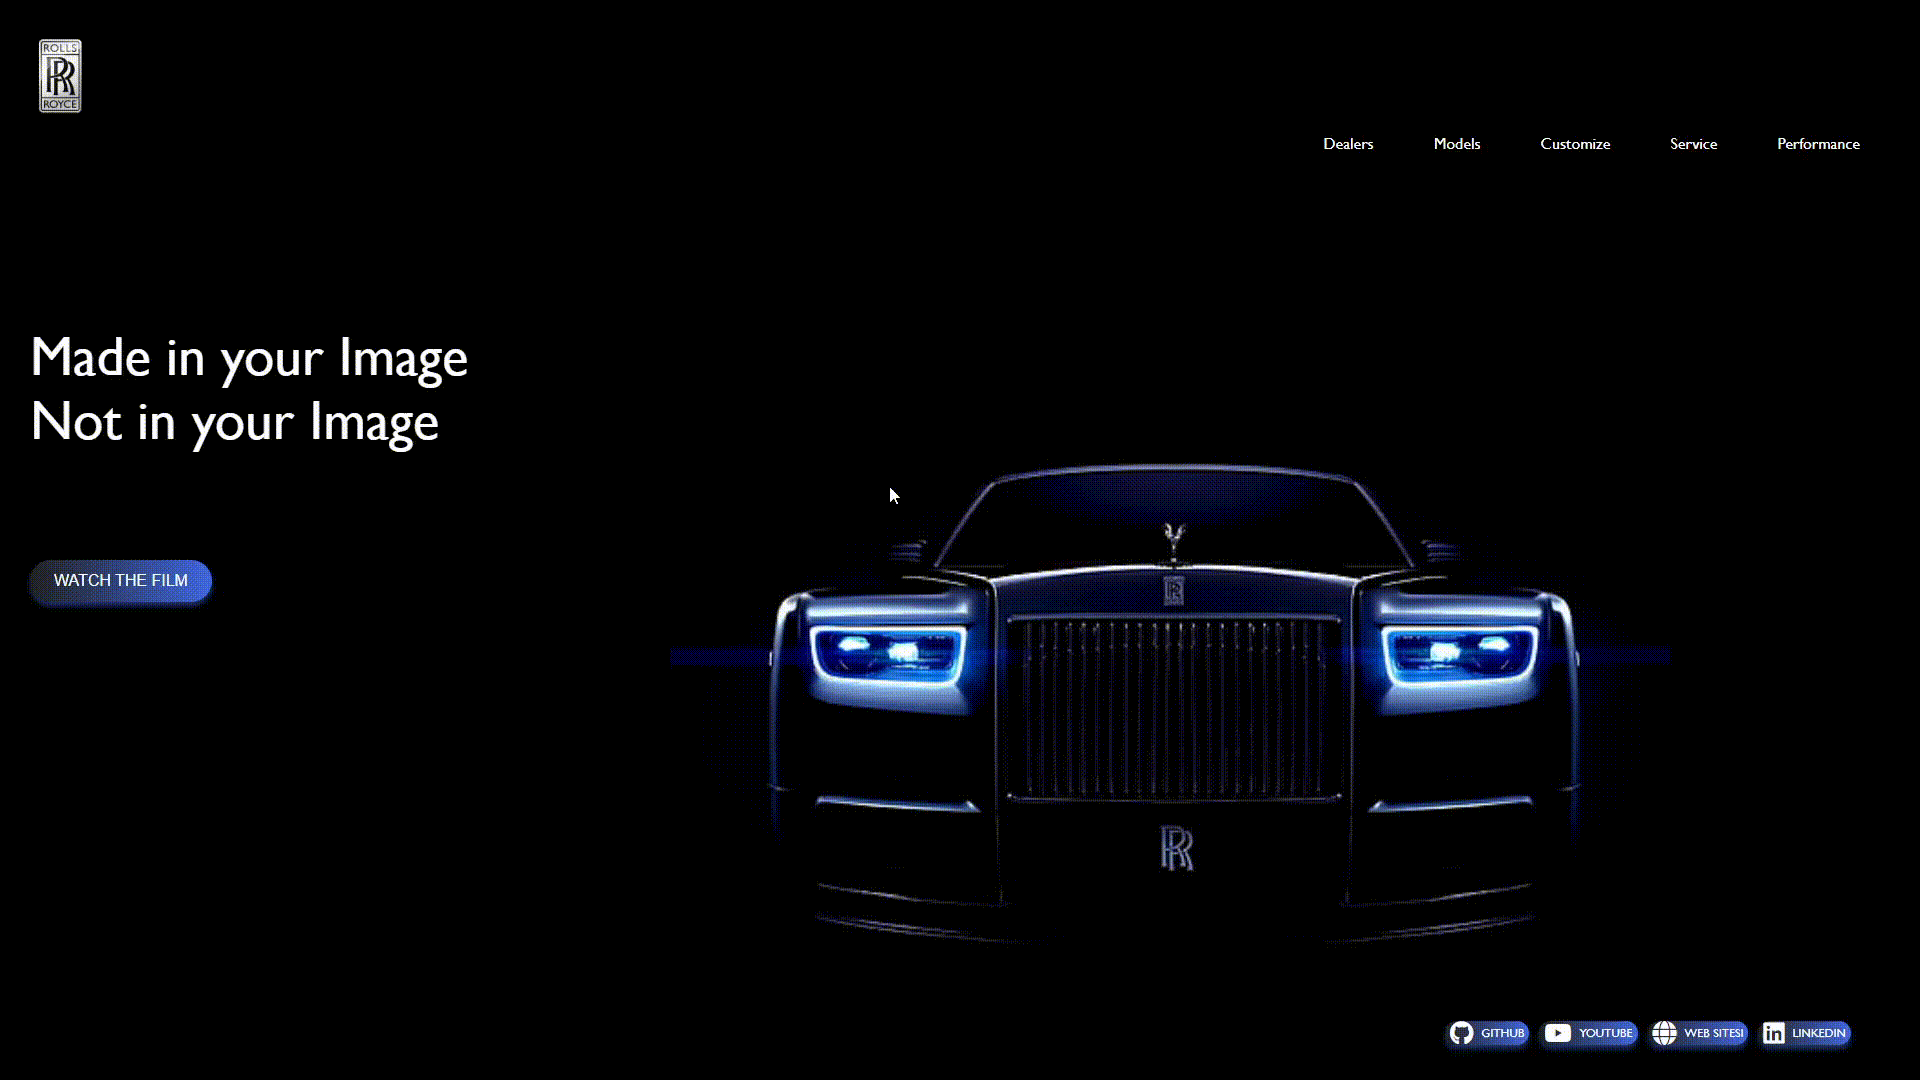 ROLLS
RR
ROYCE
Dealers Models Customize Service Performance
Made in your Image
Not in your Image
WATCH THE FILM
R
RR
GITHUB YOUTUBE WEB SITESI LINKEDIN